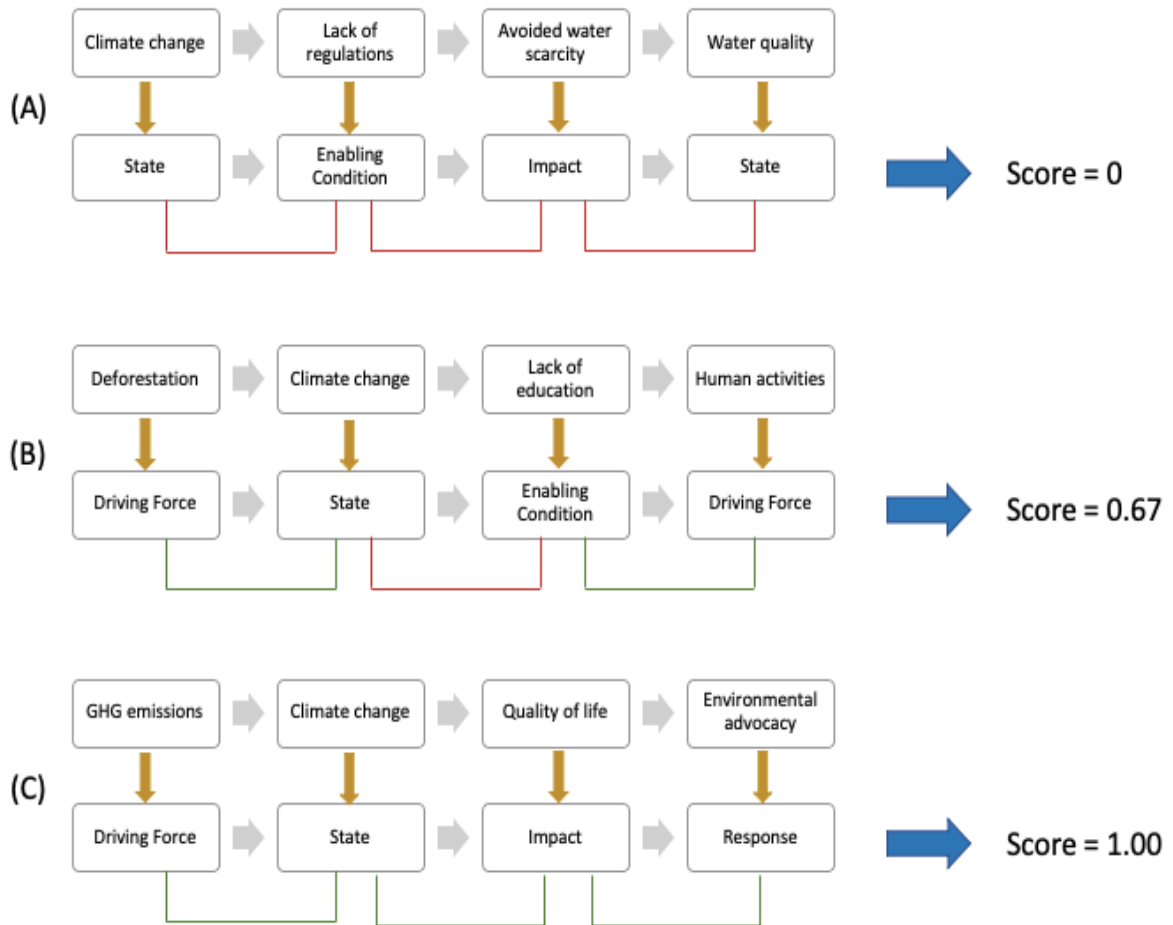 Climate change
Lack of
regulations
Avoided water
scarcity
Water quality
(A)
State
Enabling
Condition
Impact
State
Score = 0
Deforestation
Climate change
Lack of
education
Human activities
(B)
Driving Force
State
Enabling
Condition
Driving Force
Score = 0.67
GHG emissions
Climate change
Quality of life
Environmental
advocacy
(C)
Driving Force
State
Impact
Response
Score = 1.00